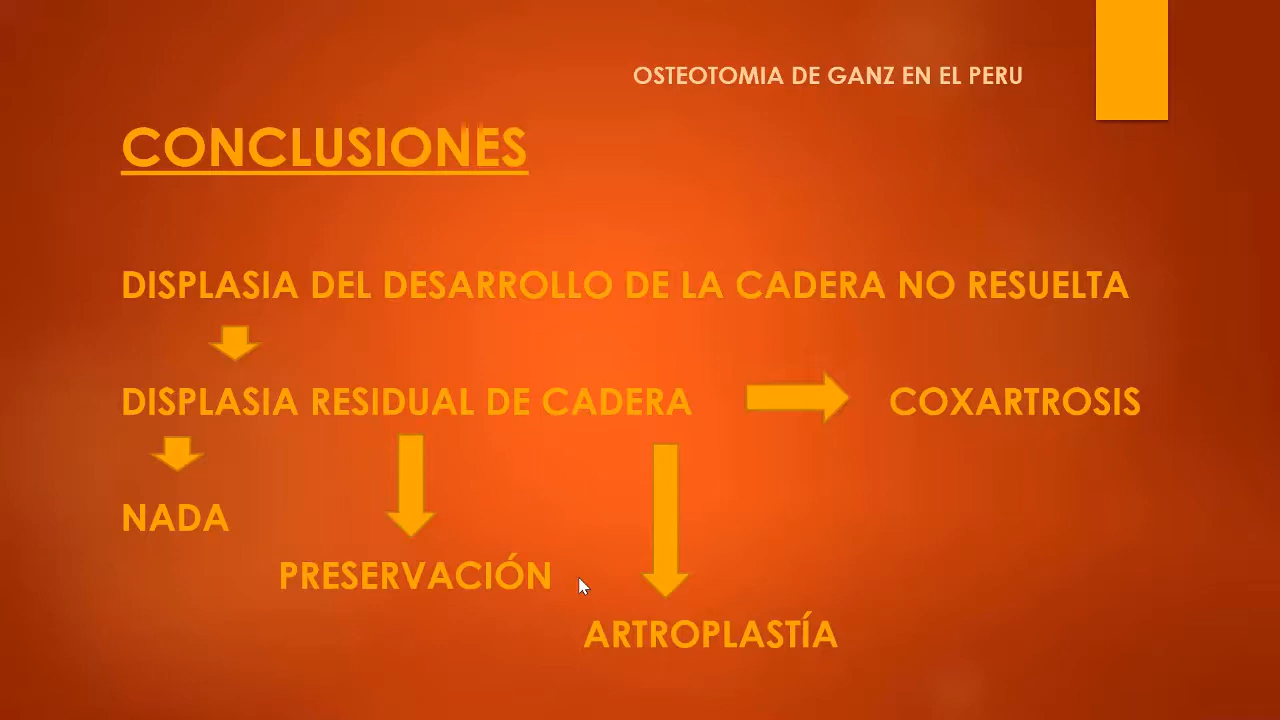 OSTEOTOMIA DE GANZ EN EL PERU
CONCLUSIONES
DISPLASIA DEL DESARROLLO DE LA CADERA NO RESUELTA
DISPLASIA RESIDUAL DE CADERA COXARTROSIS
NADA
PRESERVACIÓN
ARTROPLASTÍA